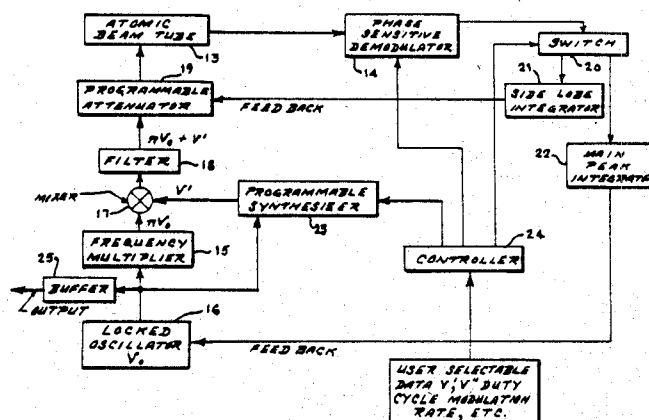 ATOMIC
BEAM TUBE
13
PHASE
SENSITIVE
DEMODULATOR
14
SWITCH
20
19
PROGRAMMABLE
ATTENUATOR
FEED BACK
21
SIDE LOBE
INTEGRATOR
nV₀ + V'
FILTER
18
22
MAIN
PEAK
INTEGRATE
MIXER
17
V'
PROGRAMMABLE
SYNTHESIEER
23
nV₀
FREQUENCY
MULTIPLIER
15
24
CONTROLLER
25
BUFFER
OUTPUT
16
LOCKED
OSCILLATOR
V₀
FEED BACK
USER SELECTABLE
DATA V', V" DUTY
CYCLE MODULATION
RATE, ETC.